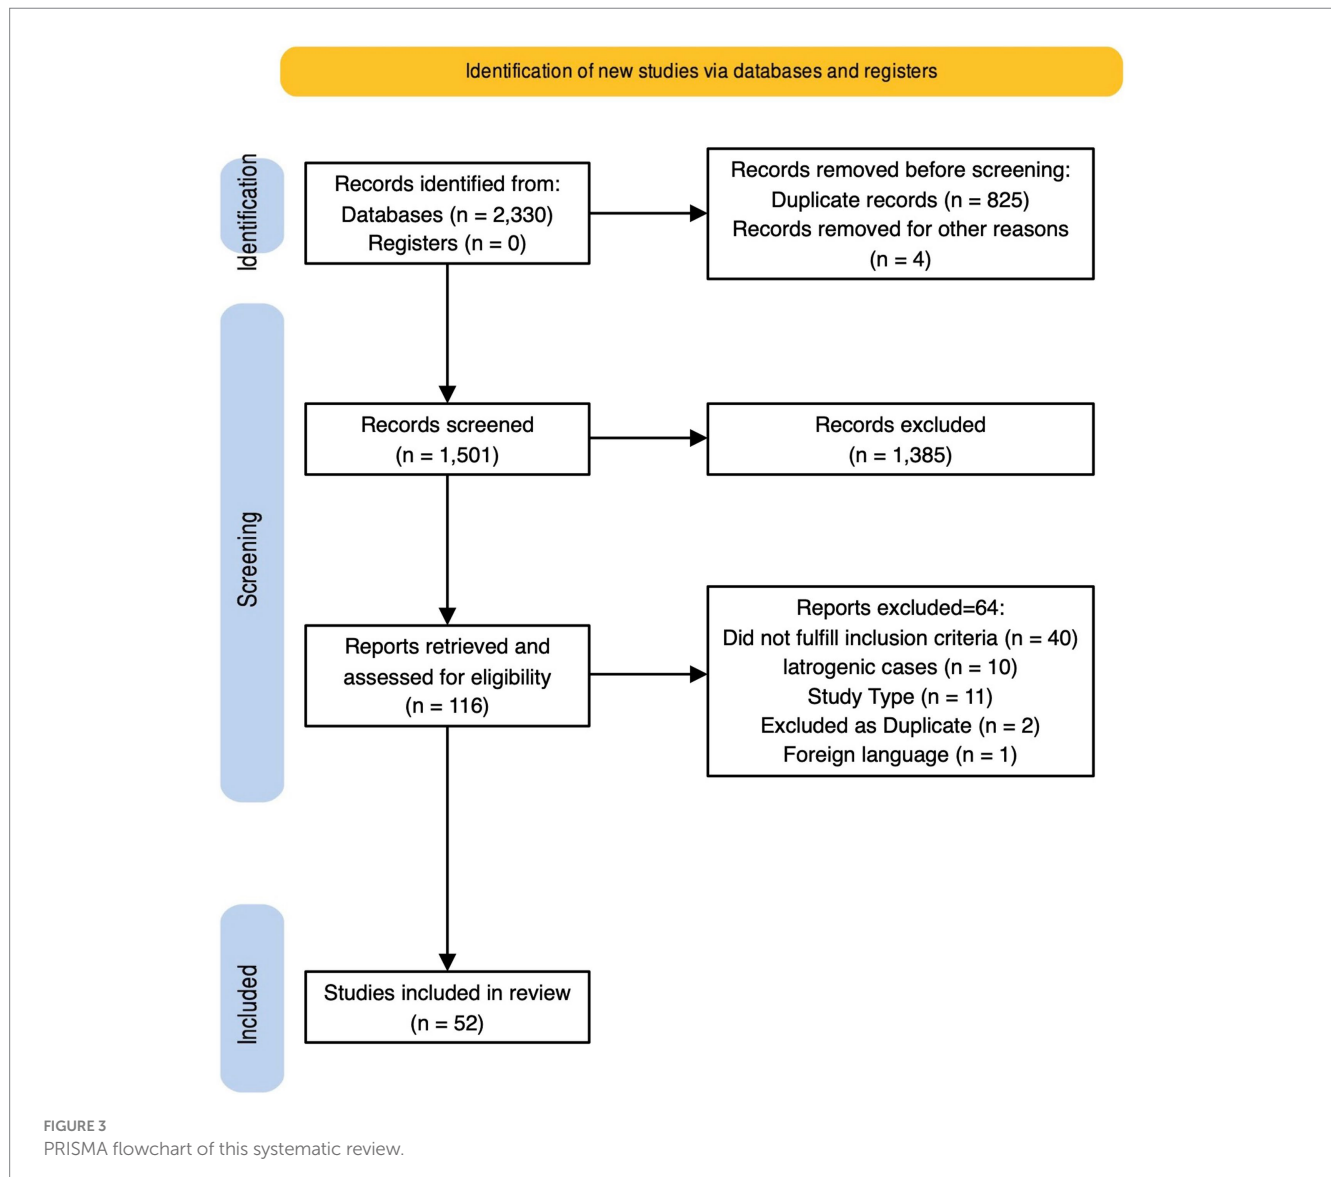 Identification of new studies via databases and registers
Identification
Records identified from:
Databases (n = 2,330)
Registers (n = 0)
Records removed before screening:
Duplicate records (n = 825)
Records removed for other reasons
(n = 4)
Screening
Records screened
(n = 1,501)
Records excluded
(n = 1,385)
Reports retrieved and
assessed for eligibility
(n = 116)
Reports excluded=64:
Did not fulfill inclusion criteria (n = 40)
Iatrogenic cases (n = 10)
Study Type (n = 11)
Excluded as Duplicate (n = 2)
Foreign language (n = 1)
Included
Studies included in review
(n = 52)
FIGURE 3
PRISMA flowchart of this systematic review.